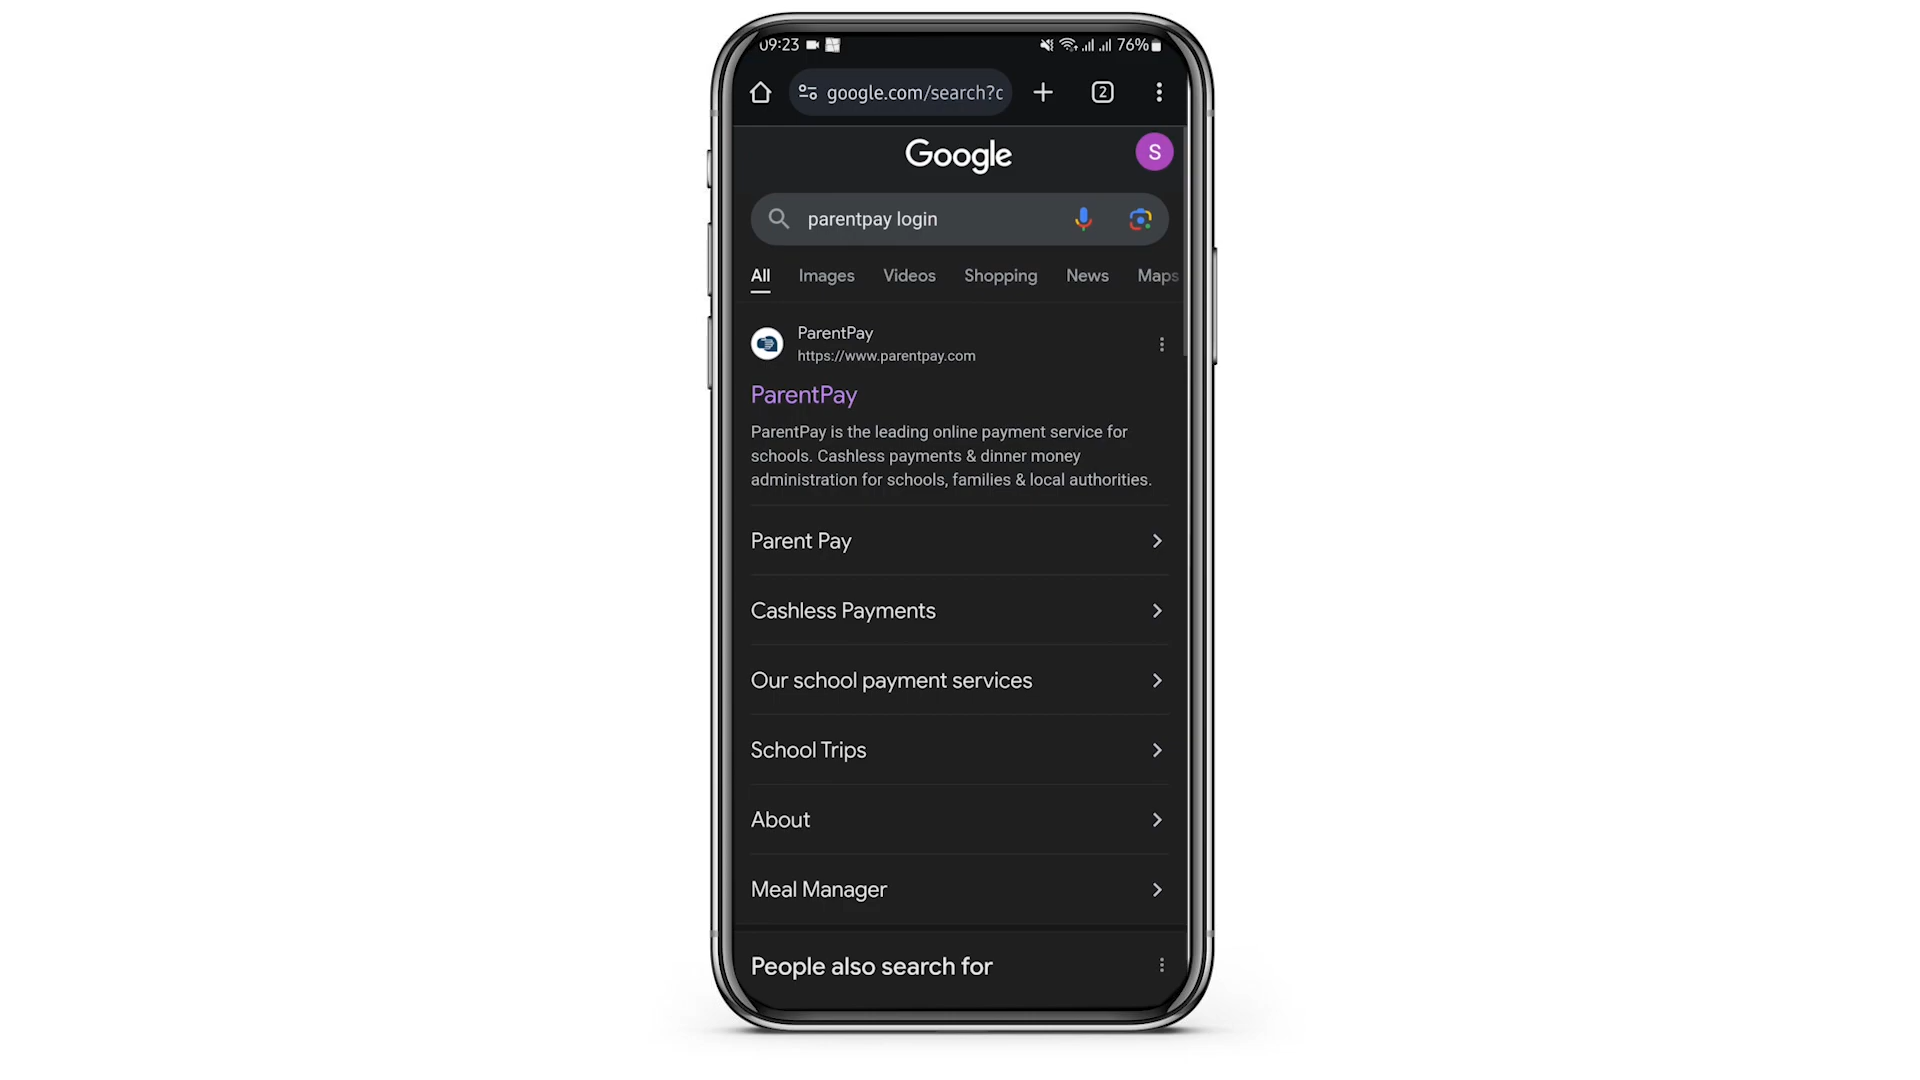 09:23
76%
google.com/search?c
2
Google
S
parentpay login
All Images Videos Shopping News Maps
ParentPay
https://www.parentpay.com
ParentPay
ParentPay is the leading online payment service for
schools. Cashless payments & dinner money
administration for schools, families & local authorities.
Parent Pay
Cashless Payments
Our school payment services
School Trips
About
Meal Manager
People also search for